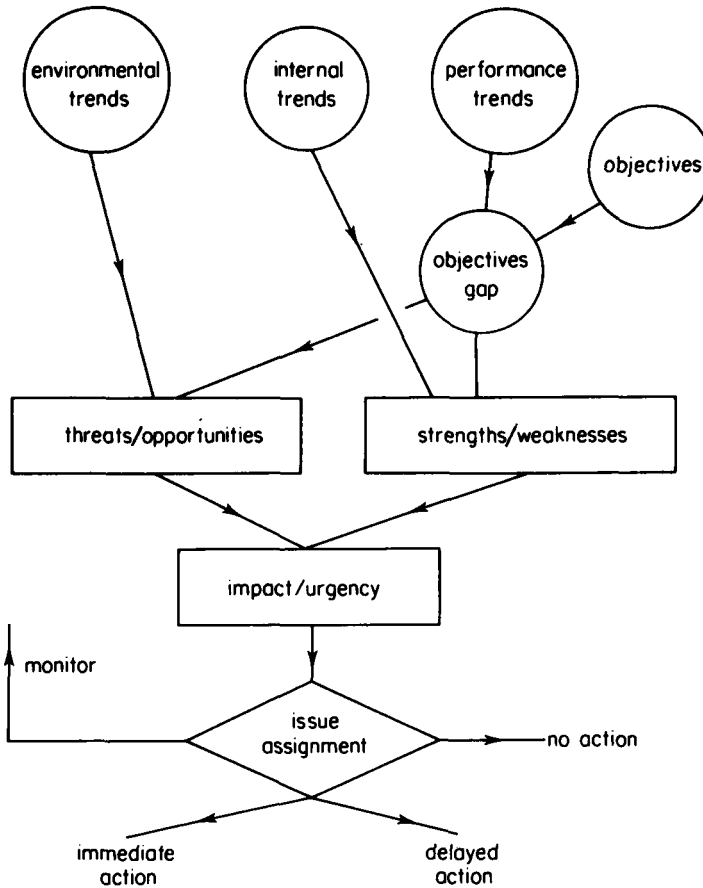 environmental
trends
internal
trends
performance
trends
objectives
objectives
gap
threats/opportunities
strengths/weaknesses
impact/urgency
monitor
issue
assignment
no action
immediate
action
delayed
action